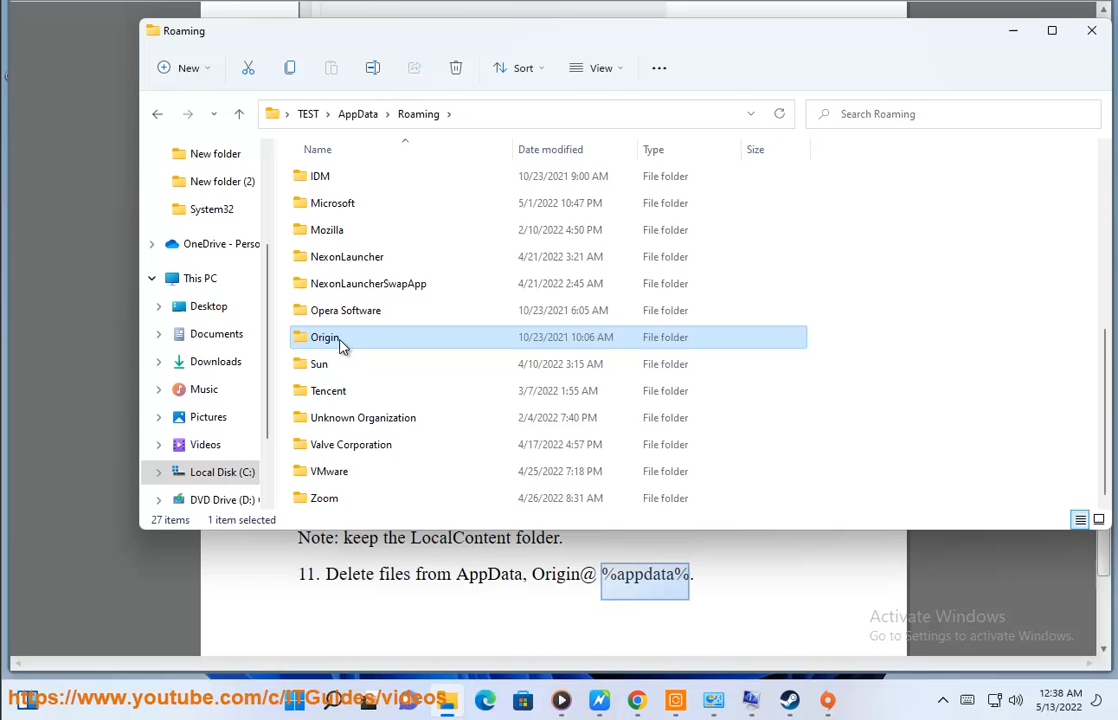 Roaming
New
Sort
View
TEST
AppData
Roaming
Search Roaming
New folder
New folder (2)
System32
OneDrive - Perso
This PC
Desktop
Documents
Downloads
Music
Pictures
Videos
Local Disk (C:)
DVD Drive (D:)
Name Date modified Type Size
IDM 10/23/2021 9:00 AM File folder
Microsoft 5/1/2022 10:47 PM File folder
Mozilla 2/10/2022 4:50 PM File folder
NexonLauncher 4/21/2022 3:21 AM File folder
NexonLauncherSwapApp 4/21/2022 2:45 AM File folder
Opera Software 10/23/2021 6:05 AM File folder
Origin 10/23/2021 10:06 AM File folder
Sun 4/10/2022 3:15 AM File folder
Tencent 3/7/2022 1:55 AM File folder
Unknown Organization 2/4/2022 7:40 PM File folder
Valve Corporation 4/17/2022 4:57 PM File folder
VMware 4/25/2022 7:18 PM File folder
Zoom 4/26/2022 8:31 AM File folder
27 items 1 item selected
Note: keep the LocalContent folder.
11. Delete files from AppData, Origin@ %appdata%.
Activate Windows
Go to Settings to activate Windows.
https://www.youtube.com/c/ITGuides/videos
12:38 AM
5/13/2022